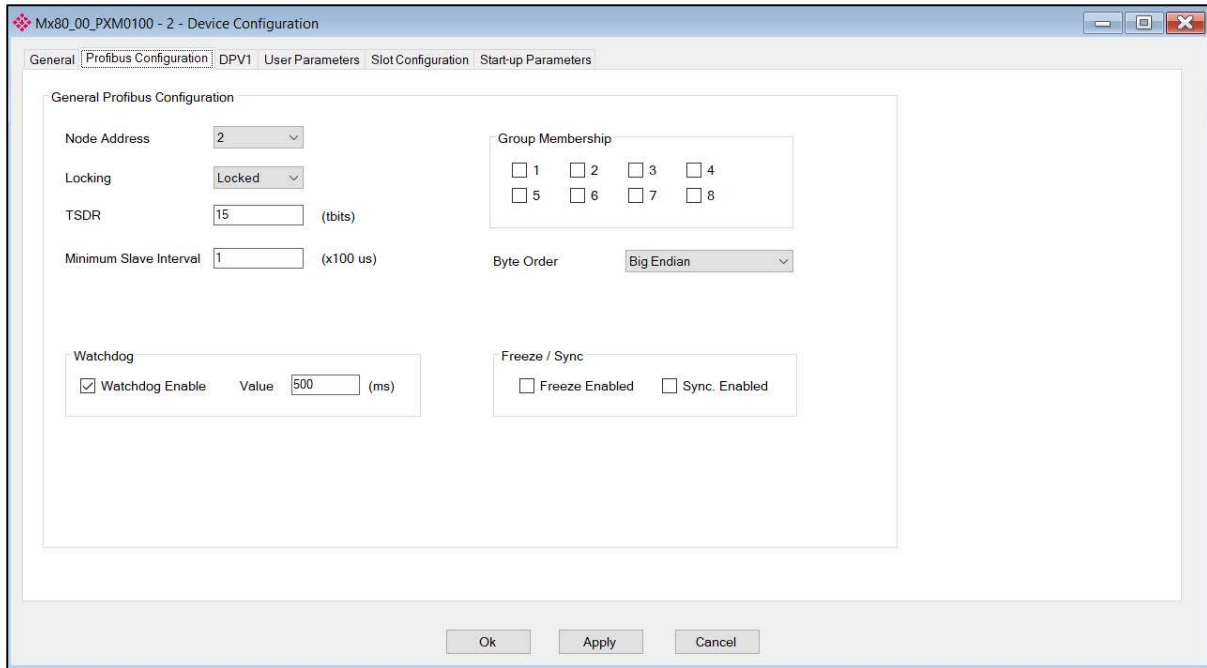 Mx80_00_PXM0100 - 2 - Device Configuration
General Profibus Configuration DPV1 User Parameters Slot Configuration Start-up Parameters
General Profibus Configuration
Node Address 2
Locking Locked
TSDR 15 (tbits)
Minimum Slave Interval 1 (x100 us)
Group Membership
1 2 3 4
5 6 7 8
Byte Order Big Endian
Watchdog
Watchdog Enable Value 500 (ms)
Freeze / Sync
Freeze Enabled Sync. Enabled
Ok Apply Cancel